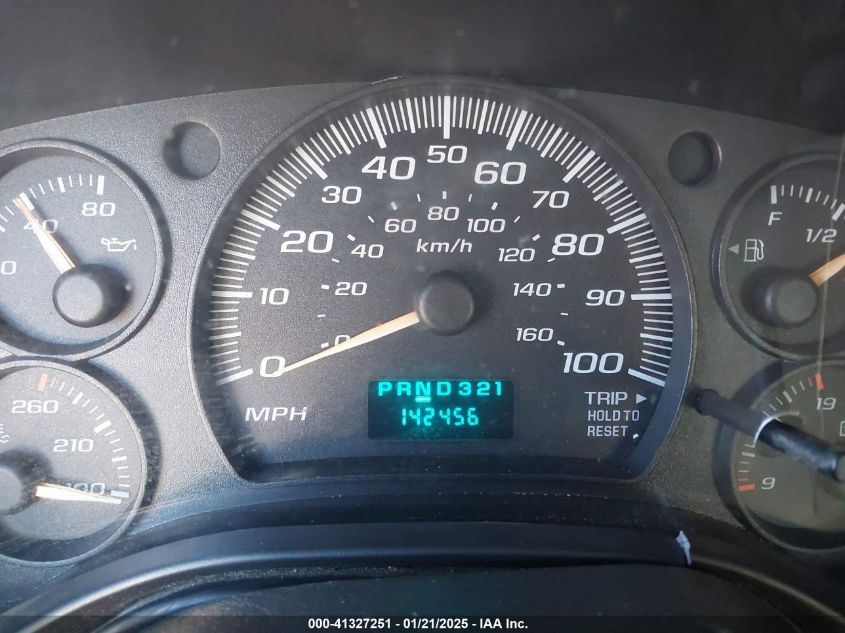 40 80
260
210
100
0 10 20 30 40 50 60 70 80 90 100
0 20 40 60 80 100 120 140 160
km/h
MPH
PRND321
142456
TRIP ►
HOLD TO
RESET
F 1/2
19
9
000-41327251 - 01/21/2025 - IAA Inc.